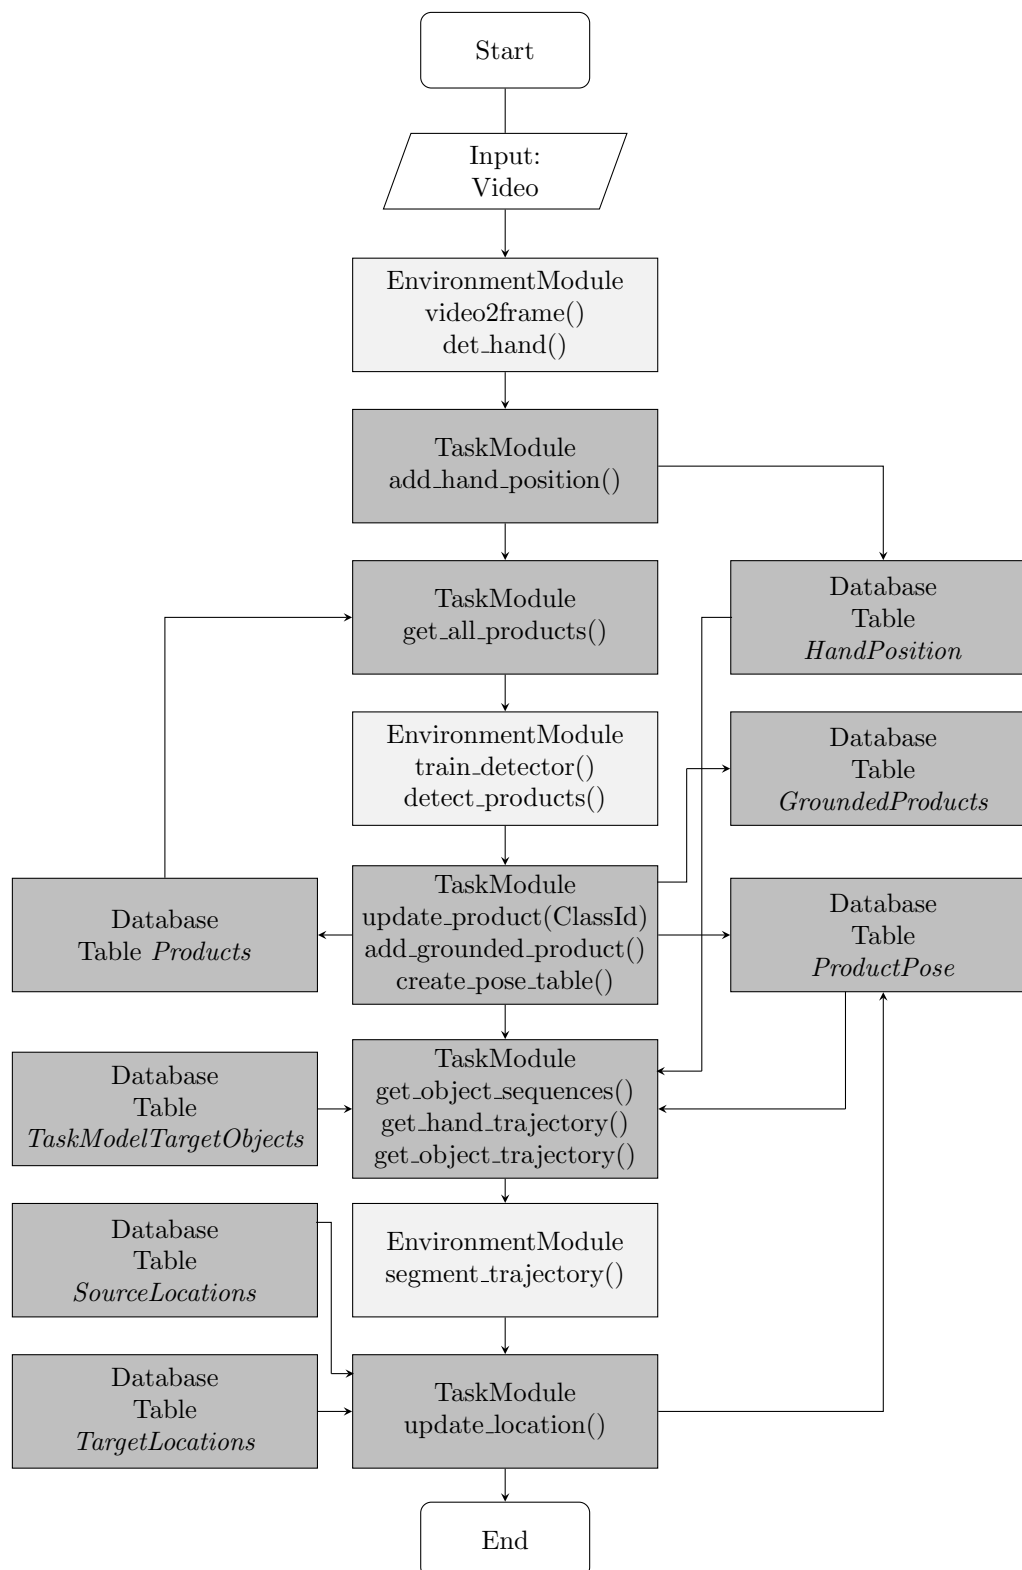 Start
Input:
Video
EnvironmentModule
video2frame()
det_hand()
TaskModule
add_hand_position()
TaskModule
get_all_products()
Database
Table
HandPosition
EnvironmentModule
train_detector()
detect_products()
Database
Table
GroundedProducts
Database
Table Products
TaskModule
update_product(ClassId)
add_grounded_product()
create_pose_table()
Database
Table
ProductPose
Database
Table
TaskModelTargetObjects
TaskModule
get_object_sequences()
get_hand_trajectory()
get_object_trajectory()
Database
Table
SourceLocations
EnvironmentModule
segment_trajectory()
Database
Table
TargetLocations
TaskModule
update_location()
End